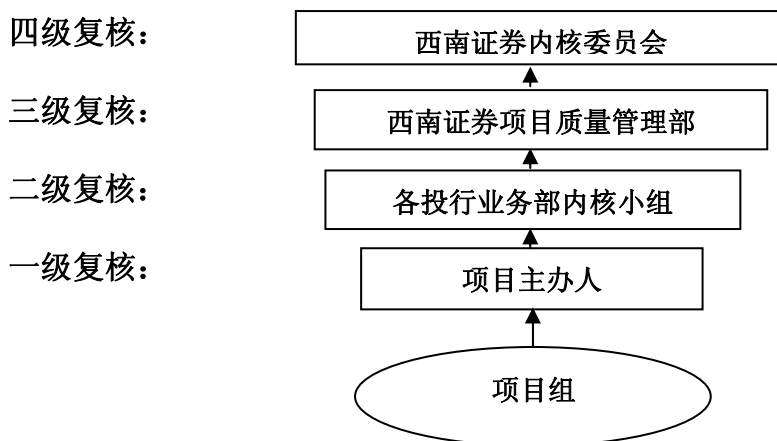 四级复核：
西南证券内核委员会
三级复核：
西南证券项目质量管理部
二级复核：
各投行业务部内核小组
一级复核：
项目主办人
项目组